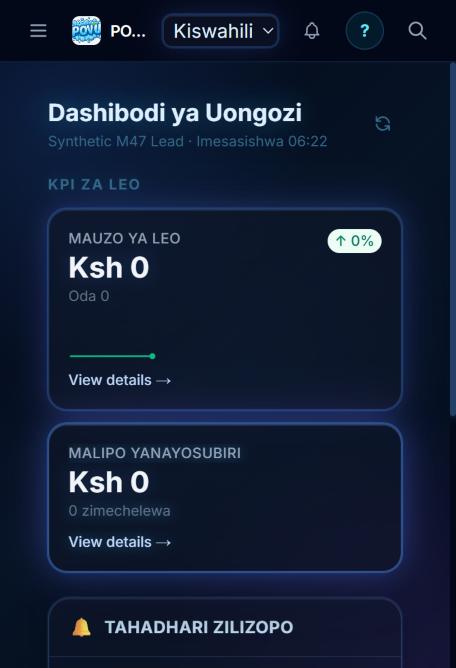 POVU
PO...
Kiswahili
?
Dashibodi ya Uongozi
Synthetic M47 Lead · Imesasishwa 06:22
KPI ZA LEO
MAUZO YA LEO
↑ 0%
Ksh 0
Oda 0
View details →
MALIPO YANAYOSUBIRI
Ksh 0
0 zimechelewa
View details →
TAHADHARI ZILIZOPO